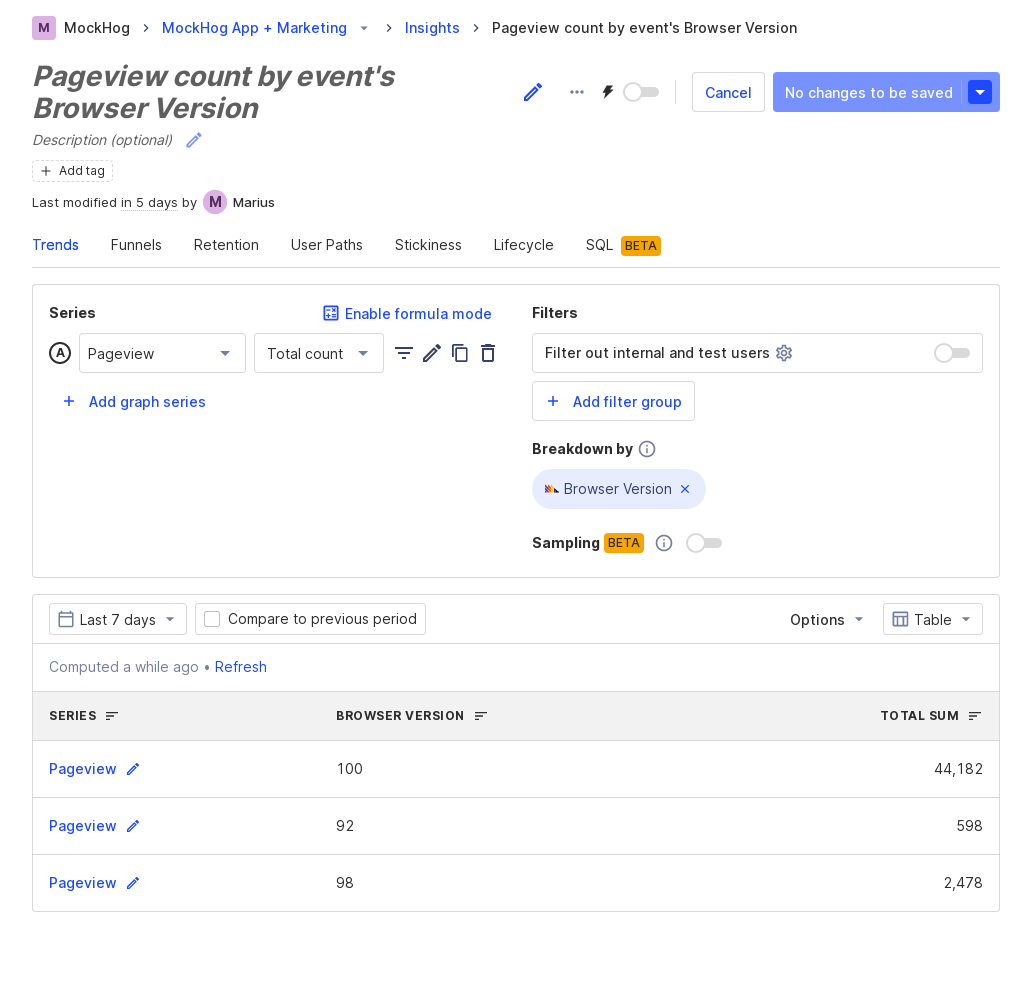 M MockHog MockHog App + Marketing Insights Pageview count by event's Browser Version
Pageview count by event's
Browser Version
Cancel
No changes to be saved
Description (optional)
Add tag
Last modified in 5 days by M Marius
Trends Funnels Retention User Paths Stickiness Lifecycle SQL BETA
Series
Enable formula mode
A Pageview Total count
Add graph series
Filters
Filter out internal and test users
Add filter group
Breakdown by
Browser Version
Sampling BETA
Last 7 days Compare to previous period Options Table
Computed a while ago • Refresh
SERIES BROWSER VERSION TOTAL SUM
Pageview 100 44,182
Pageview 92 598
Pageview 98 2,478